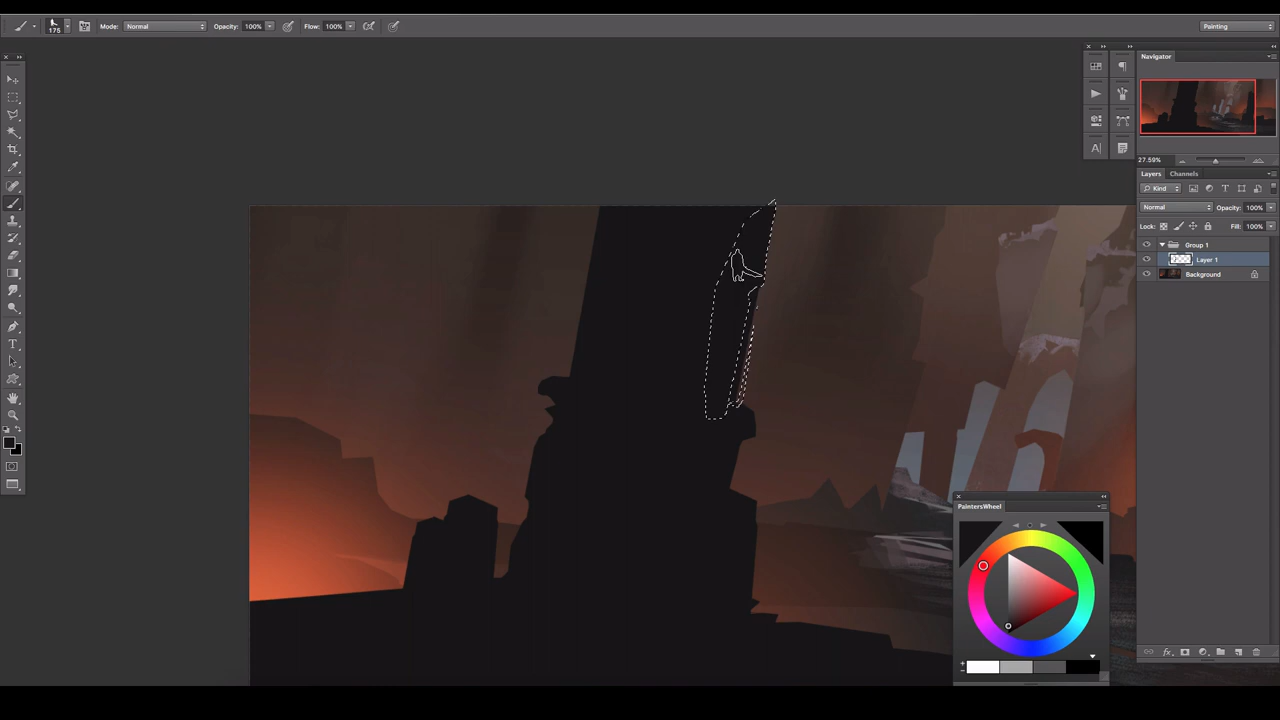 175
Mode: Normal
Opacity: 100%
Flow: 100%
Painting
Navigator
27.59%
Layers Channels
Kind
Normal
Opacity: 100%
Lock:
Fill: 100%
Group 1
Layer 1
Background
PaintersWheel